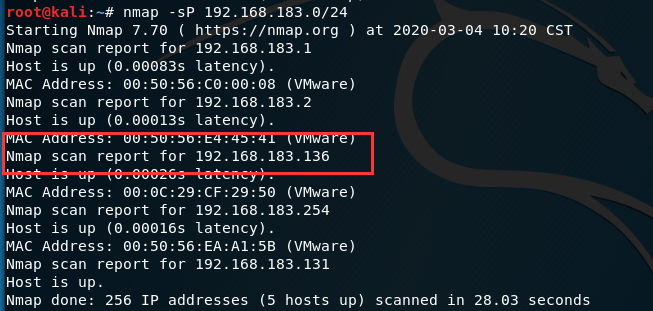 root@kali:~# nmap -sP 192.168.183.0/24
Starting Nmap 7.70 ( https://nmap.org ) at 2020-03-04 10:20 CST
Nmap scan report for 192.168.183.1
Host is up (0.00083s latency).
MAC Address: 00:50:56:C0:00:08 (VMware)
Nmap scan report for 192.168.183.2
Host is up (0.00013s latency).
MAC Address: 00:50:56:E4:45:41 (VMware)
Nmap scan report for 192.168.183.136
Host is up (0.00026s latency).
MAC Address: 00:0C:29:CF:29:50 (VMware)
Nmap scan report for 192.168.183.254
Host is up (0.00016s latency).
MAC Address: 00:50:56:EA:A1:5B (VMware)
Nmap scan report for 192.168.183.131
Host is up.
Nmap done: 256 IP addresses (5 hosts up) scanned in 28.03 seconds